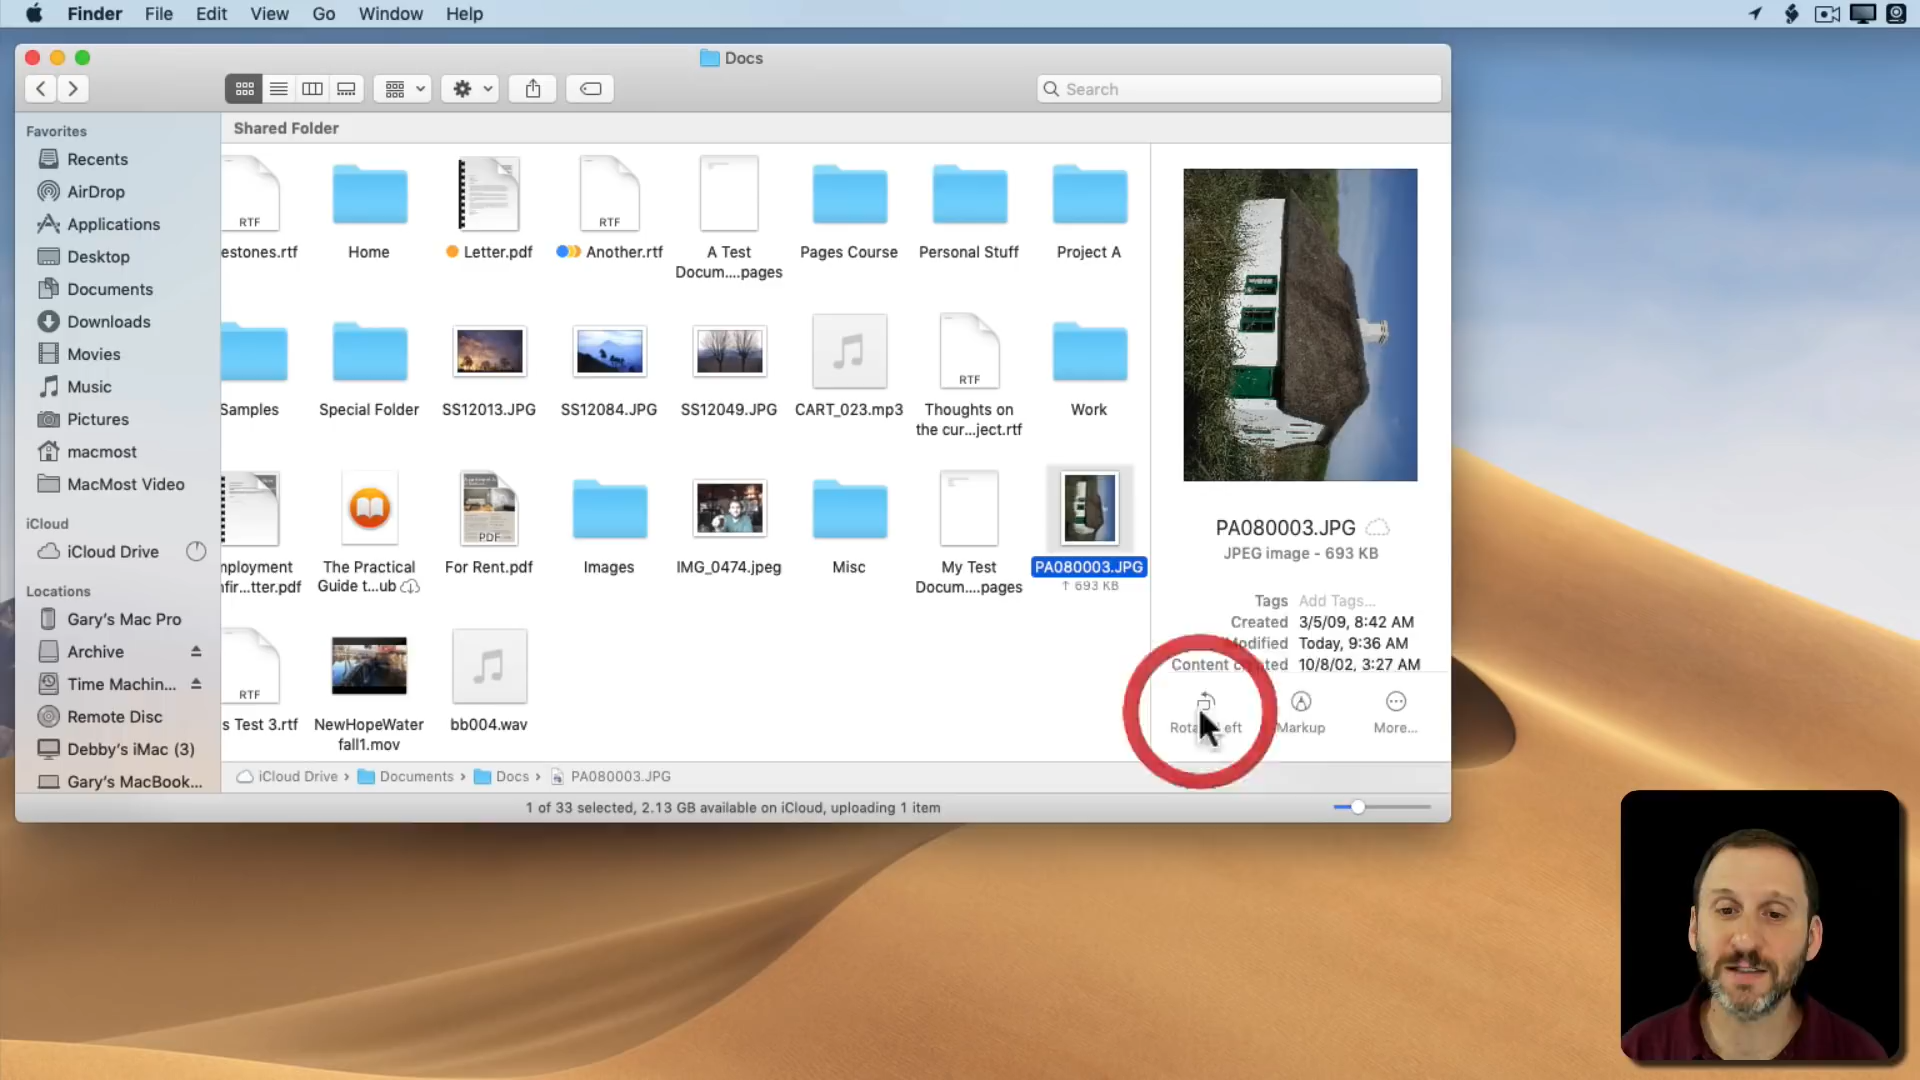 Finder File Edit View Go Window Help
Docs
Search
Favorites
Recents
AirDrop
Applications
Desktop
Documents
Downloads
Movies
Music
Pictures
macmost
MacMost Video
iCloud
iCloud Drive
Locations
Gary's Mac Pro
Archive
Time Machin...
Remote Disc
Debby's iMac (3)
Gary's MacBook...
Shared Folder
RTF
RTF
estones.rtf
Home
Letter.pdf
Another.rtf
A Test
Docum....pages
Pages Course
Personal Stuff
Project A
RTF
Samples
Special Folder
SS12013.JPG
SS12084.JPG
SS12049.JPG
CART_023.mp3
Thoughts on
the cur...ject.rtf
Work
PDF
nployment
nfir...tter.pdf
The Practical
Guide t...ub
For Rent.pdf
Images
IMG_0474.jpeg
Misc
My Test
Docum....pages
PA080003.JPG
↑ 693 KB
RTF
s Test 3.rtf
NewHopeWater
fall1.mov
bb004.wav
PA080003.JPG
JPEG image - 693 KB
Tags Add Tags...
Created 3/5/09, 8:42 AM
Modified Today, 9:36 AM
Content created 10/8/02, 3:27 AM
Rotate Left Markup More...
iCloud Drive › Documents › Docs › PA080003.JPG
1 of 33 selected, 2.13 GB available on iCloud, uploading 1 item